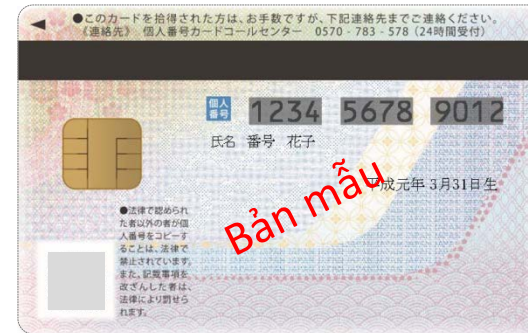 ●このカードを拾得された方は、お手数ですが、下記連絡先までご連絡ください。
《連絡先》 個人番号カードコールセンター 0570-783-578 (24時間受付)
個人番号 1234 5678 9012
氏名 番号 花子
平成元年 3月31日生
Bản mẫu
●法律で認められ
た者以外の者が個
人番号をコピーす
ることは、法律で
禁止されています。
また、記載事項を
改ざんした者は、
法律により罰せら
れます。